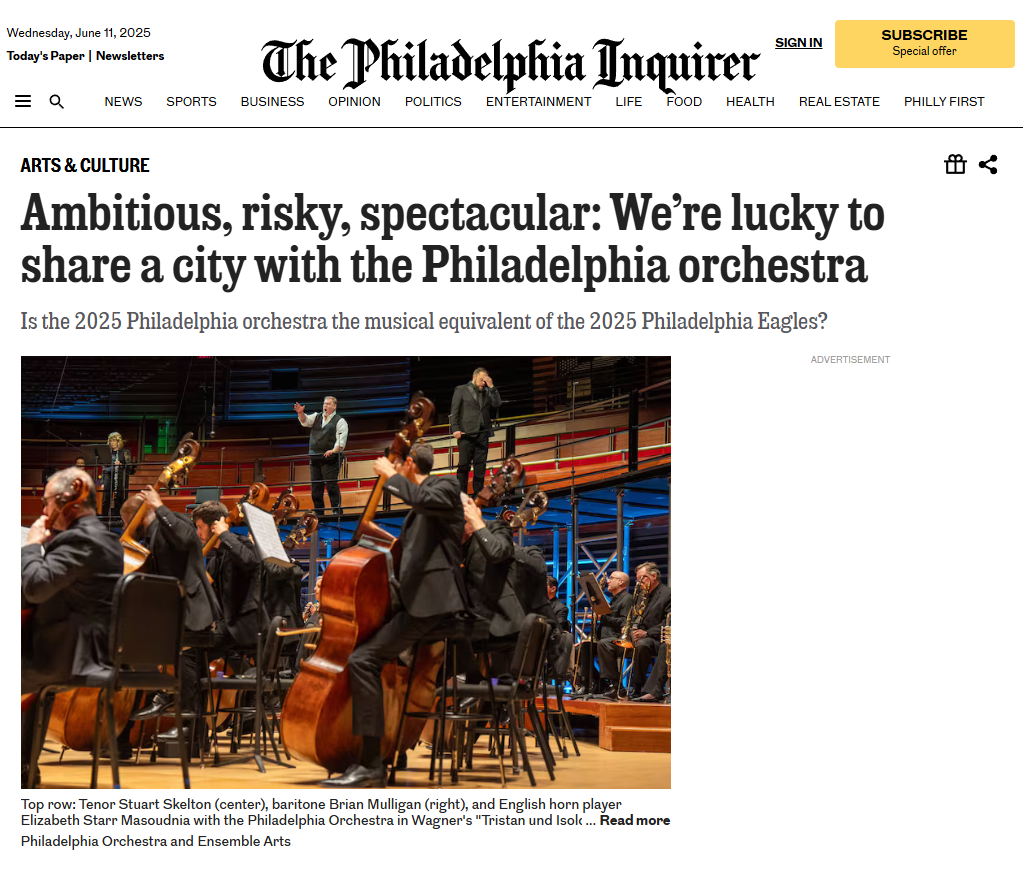 Wednesday, June 11, 2025
Today's Paper | Newsletters
The Philadelphia Inquirer
SIGN IN
SUBSCRIBE
Special offer
NEWS SPORTS BUSINESS OPINION POLITICS ENTERTAINMENT LIFE FOOD HEALTH REAL ESTATE PHILLY FIRST
ARTS & CULTURE
Ambitious, risky, spectacular: We’re lucky to
share a city with the Philadelphia orchestra
Is the 2025 Philadelphia orchestra the musical equivalent of the 2025 Philadelphia Eagles?
ADVERTISEMENT
Top row: Tenor Stuart Skelton (center), baritone Brian Mulligan (right), and English horn player
Elizabeth Starr Masoudnia with the Philadelphia Orchestra in Wagner's "Tristan und Isol ... Read more
Philadelphia Orchestra and Ensemble Arts